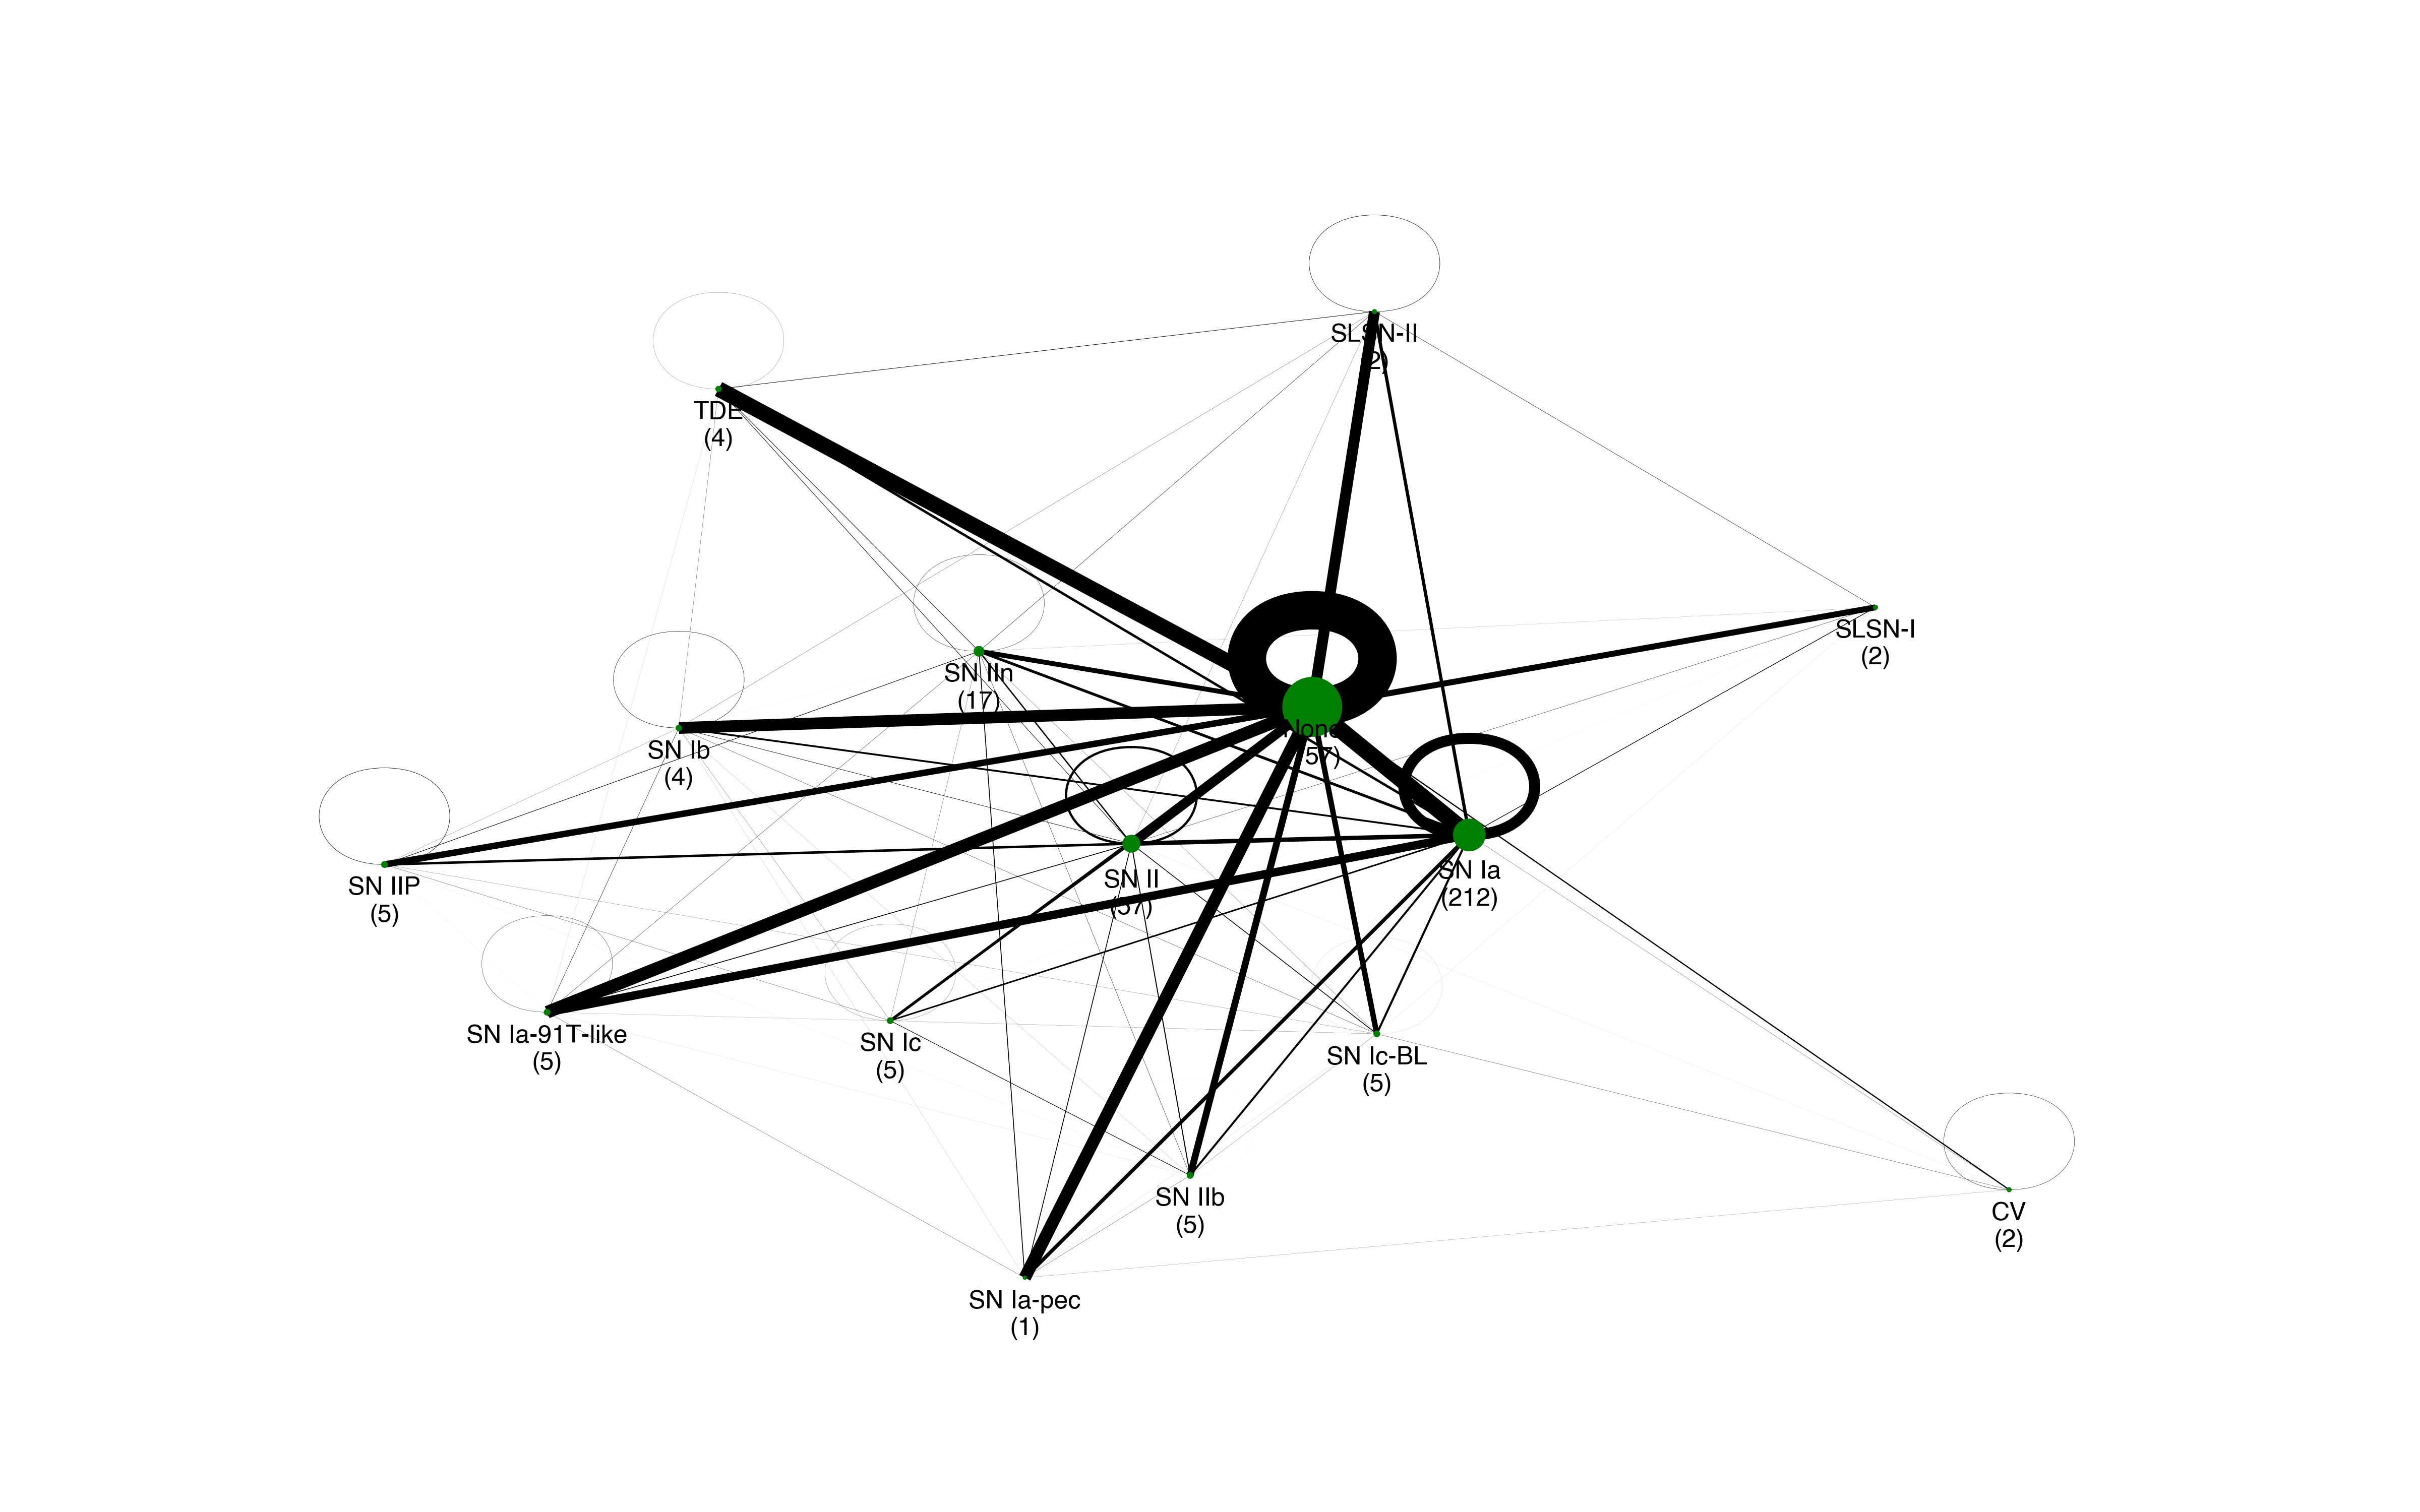 SLSN-II
2)
TDE
(4)
SLSN-I
(2)
SN IIn
(17)
None
57)
SN Ib
(4)
SN IIP
(5)
SN II
(37)
SN Ia
(212)
SN Ia-91T-like
(5)
SN Ic
(5)
SN Ic-BL
(5)
SN IIb
(5)
CV
(2)
SN Ia-pec
(1)